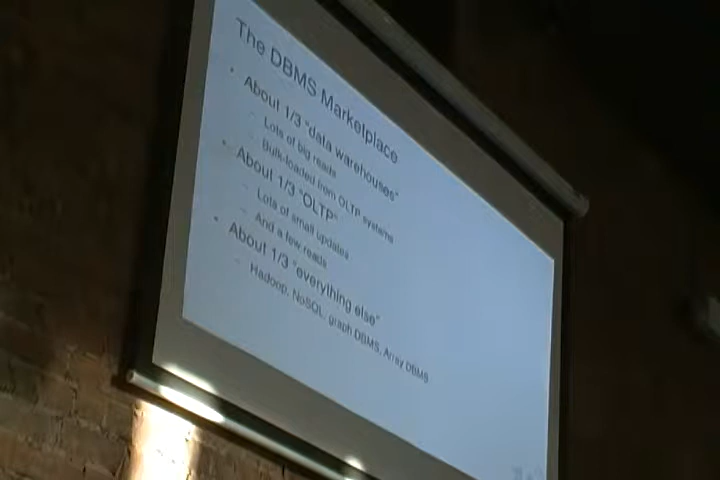 The DBMS Marketplace
• About 1/3 "data warehouses"
– Lots of big reads
– Bulk-loaded from OLTP systems
• About 1/3 "OLTP"
– Lots of small updates
– And a few reads
• About 1/3 "everything else"
– Hadoop, NoSQL, graph DBMS, Array DBMS